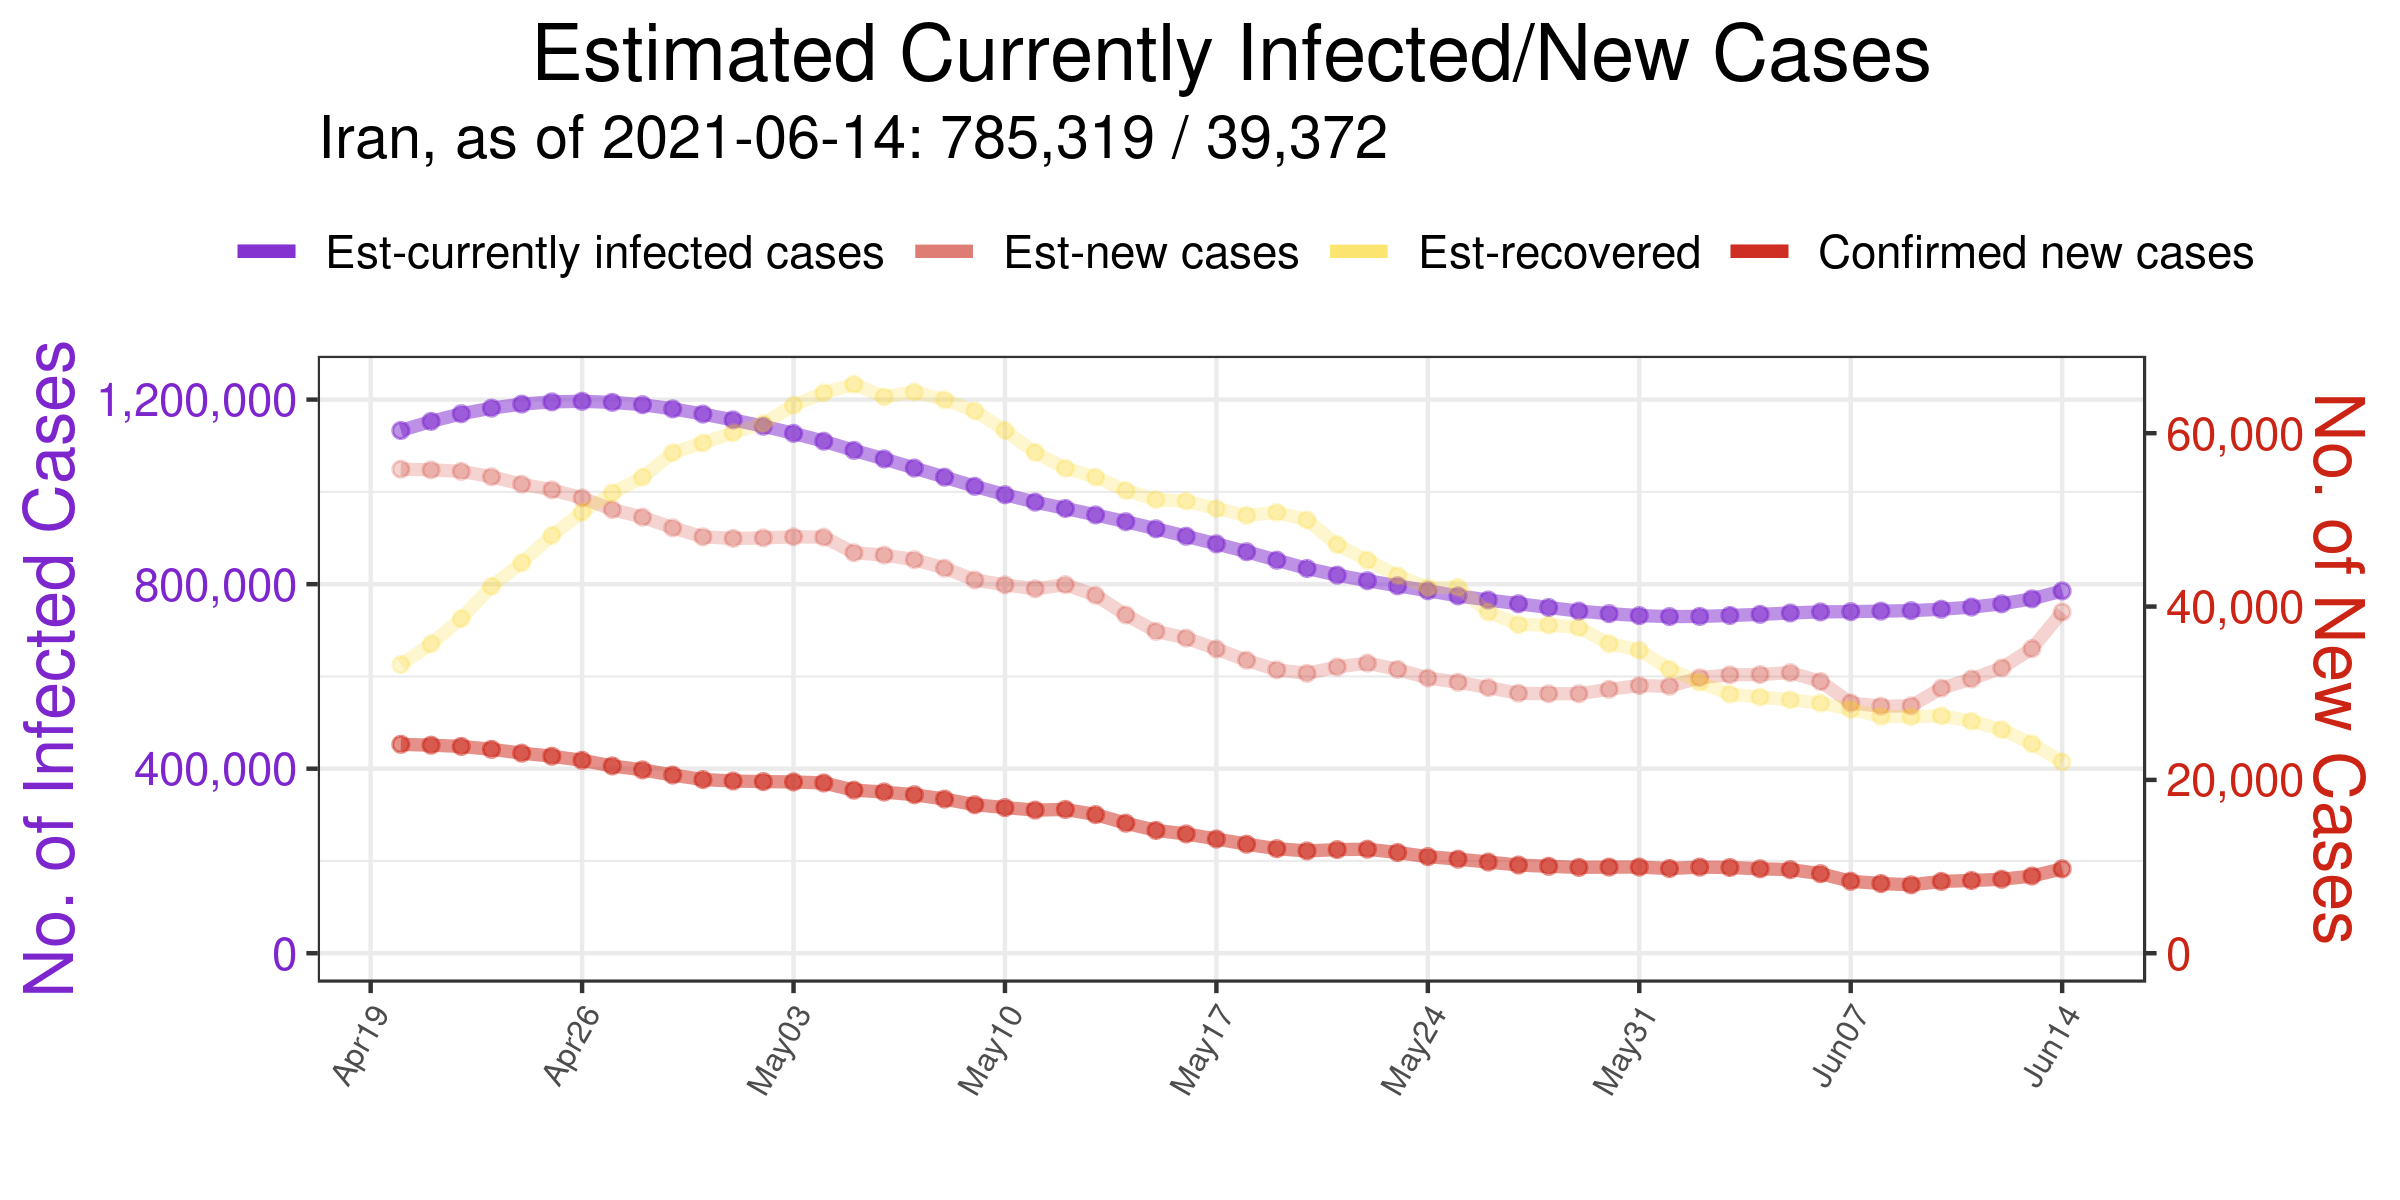 Estimated Currently Infected/New Cases
Iran, as of 2021-06-14: 785,319 / 39,372
Est-currently infected cases Est-new cases Est-recovered Confirmed new cases
No. of Infected Cases
1,200,000
800,000
400,000
0
60,000
40,000
20,000
0
No. of New Cases
Apr19 Apr26 May03 May10 May17 May24 May31 Jun07 Jun14